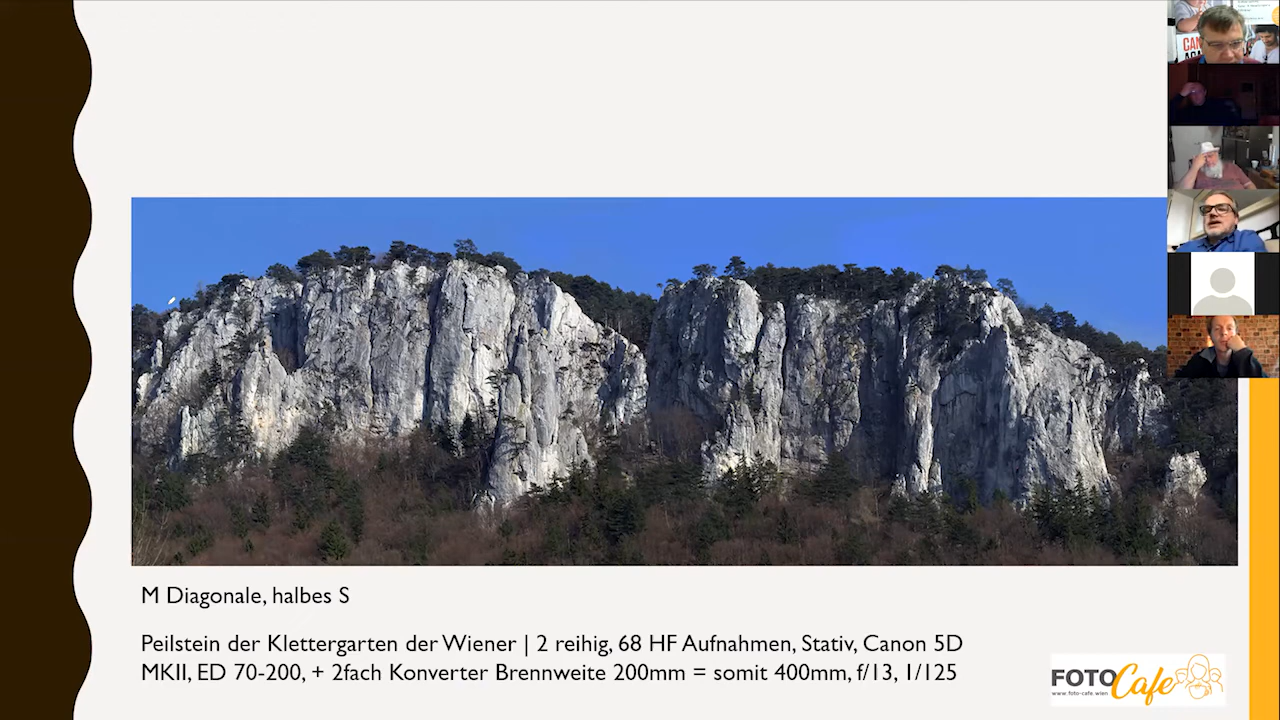 CAN
M Diagonale, halbes S
Peilstein der Klettergarten der Wiener | 2 reihig, 68 HF Aufnahmen, Stativ, Canon 5D
MKII, ED 70-200, + 2fach Konverter Brennweite 200mm = somit 400mm, f/13, 1/125
FOTO Cafe
www.foto-cafe.wien